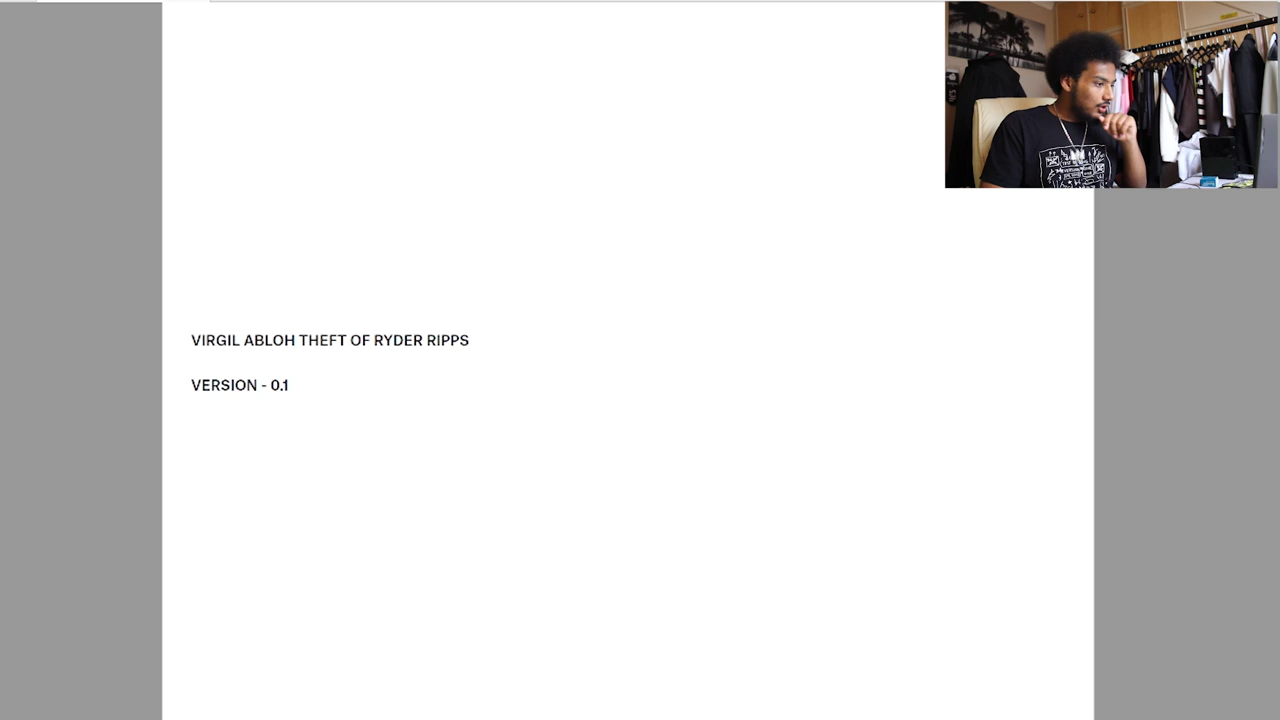 VIRGIL ABLOH THEFT OF RYDER RIPPS
VERSION - 0.1